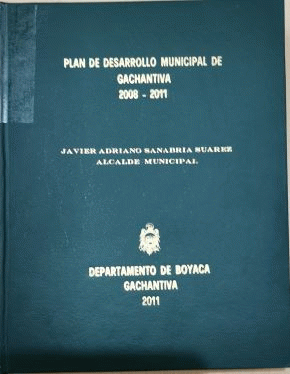 PLAN DE DESARROLLO MUNICIPAL DE
GACHANTIVA
2008 - 2011
JAVIER ADRIANO SANABRIA SUAREZ
ALCALDE MUNICIPAL
DEPARTAMENTO DE BOYACA
GACHANTIVA
2011